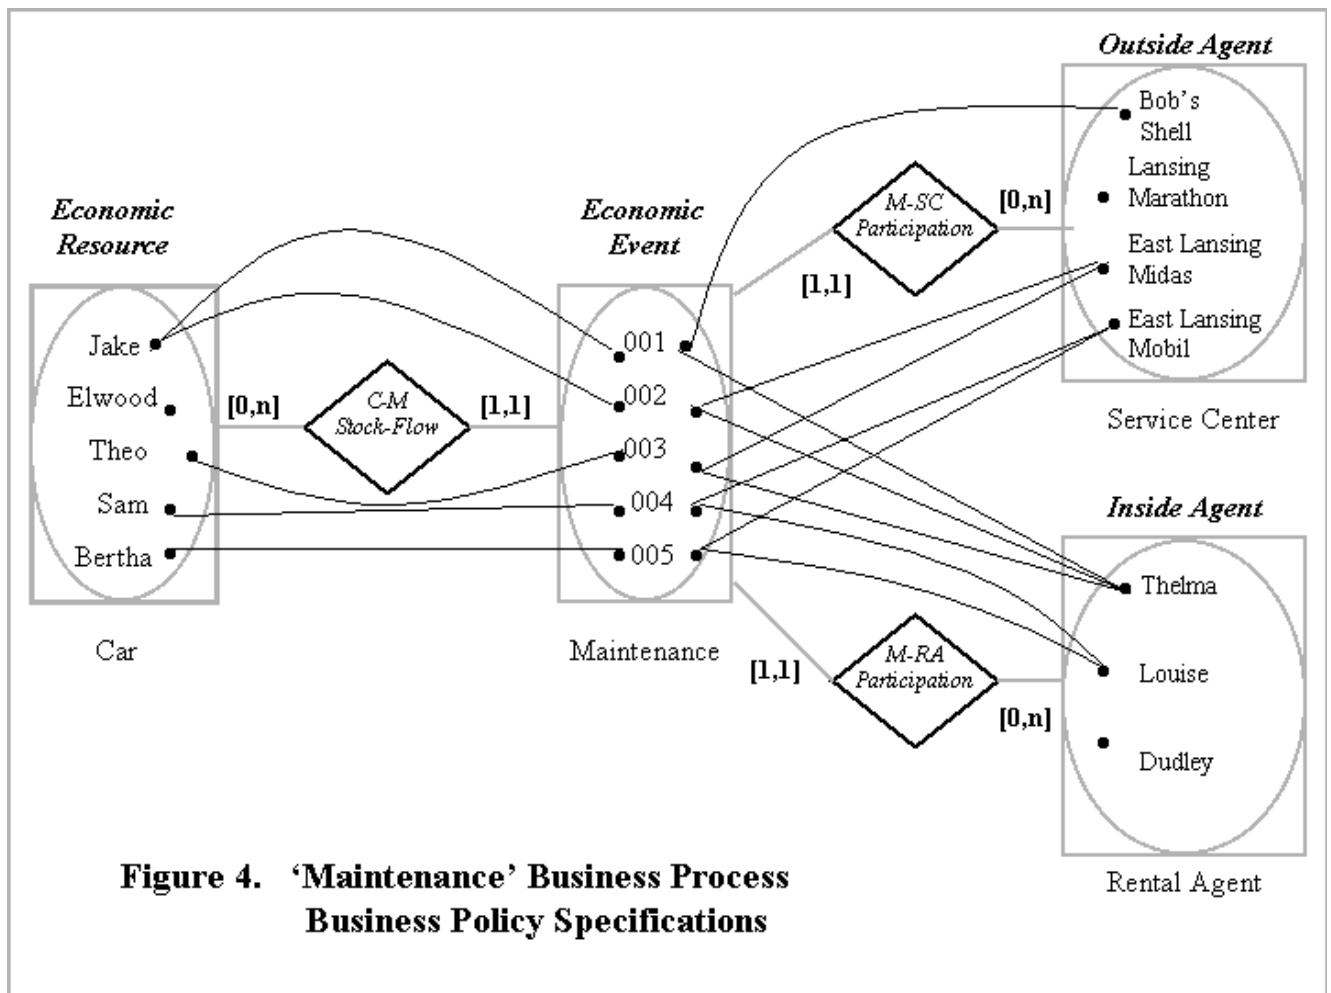 Outside Agent
Bob's
Shell
Lansing
Marathon
East Lansing
Midas
East Lansing
Mobil
Service Center
M-SC
Participation
[0,n]
[1,1]
Economic
Resource
Jake
Elwood
Theo
Sam
Bertha
Car
[0,n]
C-M
Stock-Flow
[1,1]
Economic
Event
001
002
003
004
005
Maintenance
Inside Agent
Thelma
Louise
Dudley
Rental Agent
[1,1]
M-RA
Participation
[0,n]
Figure 4. ‘Maintenance’ Business Process
Business Policy Specifications